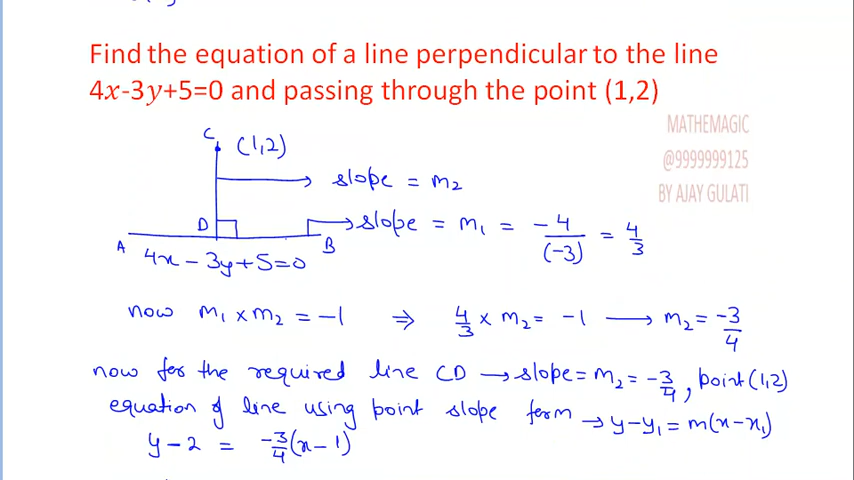 Find the equation of a line perpendicular to the line
4x-3y+5=0 and passing through the point (1,2)
MATHEMAGIC
@9999999125
BY AJAY GULATI
C (1,2)
slope = m₂
D slope = m₁ = -4/(-3) = 4/3
A B
4x - 3y + 5 = 0
now m₁ x m₂ = -1 ⇒ 4/3 x m₂ = -1 → m₂ = -3/4
now for the required line CD → slope = m₂ = -3/4, point (1,2)
equation of line using point slope form → y-y₁ = m(x-x₁)
y - 2 = -3/4 (x - 1)